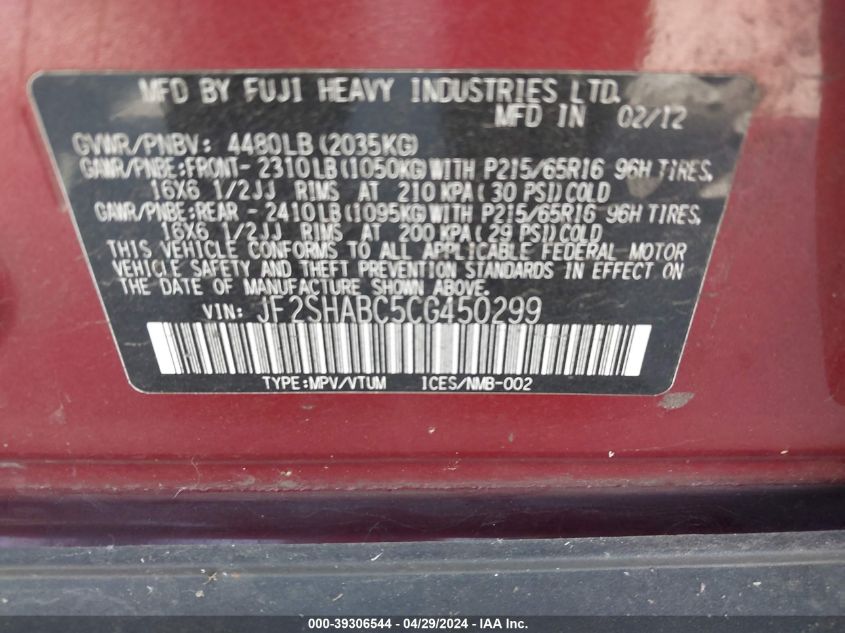 MFD BY FUJI HEAVY INDUSTRIES LTD.
MFD IN 02/12
GVWR/PNBV: 4480LB(2035KG)
GAWR/PNBE:FRONT- 2310LB(1050KG)WITH P215/65R16 96H TIRES,
16X6 1/2JJ RIMS AT 210 KPA( 30 PSI)COLD
GAWR/PNBE:REAR - 2410LB(1095KG)WITH P215/65R16 96H TIRES,
16X6 1/2JJ RIMS AT 200 KPA(29 PSI)COLD
THIS VEHICLE CONFORMS TO ALL APPLICABLE FEDERAL MOTOR
VEHICLE SAFETY AND THEFT PREVENTION STANDARDS IN EFFECT ON
THE DATE OF MANUFACTURE SHOWN ABOVE.
VIN: JF2SHABC5CG450299
TYPE:MPV/VTUM ICES/NMB-002
000-39306544 - 04/29/2024 - IAA Inc.